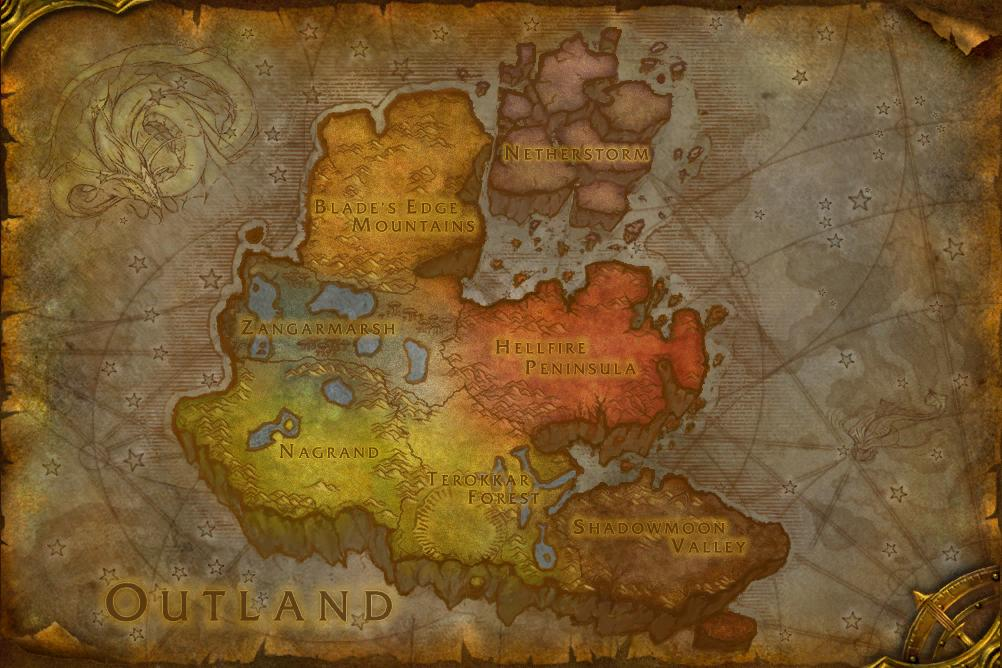 Netherstorm
Blade's Edge
Mountains
Zangarmarsh
Hellfire
Peninsula
Nagrand
Terokkar
Forest
Shadowmoon
Valley
Outland